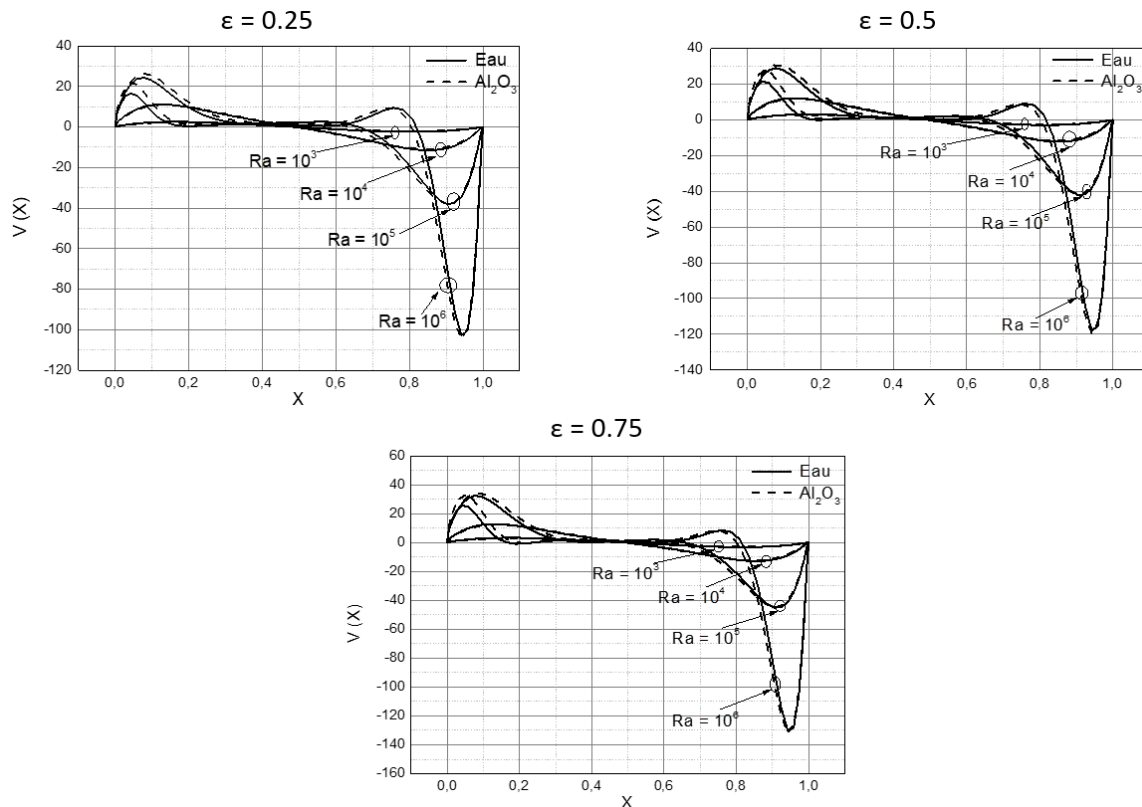 ε = 0.25
40
20
0
-20
-40
-60
-80
-100
-120
V (X)
Eau
Al₂O₃
Ra = 10³
Ra = 10⁴
Ra = 10⁵
Ra = 10⁶
0,0 0,2 0,4 0,6 0,8 1,0
X
ε = 0.5
40
20
0
-20
-40
-60
-80
-100
-120
-140
V (X)
Eau
Al₂O₃
Ra = 10³
Ra = 10⁴
Ra = 10⁵
Ra = 10⁶
0,0 0,2 0,4 0,6 0,8 1,0
X
ε = 0.75
60
40
20
0
-20
-40
-60
-80
-100
-120
-140
-160
V (X)
Eau
Al₂O₃
Ra = 10³
Ra = 10⁴
Ra = 10⁵
Ra = 10⁶
0,0 0,2 0,4 0,6 0,8 1,0
X